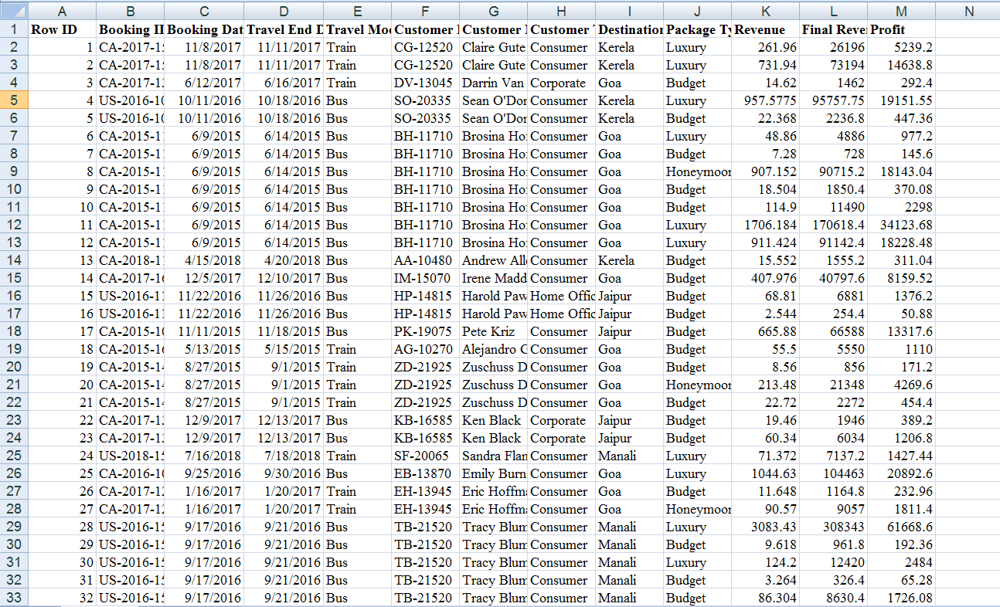 A B C D E F G H I J K L M N
1 Row ID Booking ID Booking Dat Travel End D Travel Mo Customer Customer Customer Destination Package Ty Revenue Final Reve Profit
2 1 CA-2017-15 11/8/2017 11/11/2017 Train CG-12520 Claire Gute Consumer Kerela Luxury 261.96 26196 5239.2
3 2 CA-2017-15 11/8/2017 11/11/2017 Train CG-12520 Claire Gute Consumer Kerela Luxury 731.94 73194 14638.8
4 3 CA-2017-13 6/12/2017 6/16/2017 Train DV-13045 Darrin Van Corporate Goa Budget 14.62 1462 292.4
5 4 US-2016-10 10/11/2016 10/18/2016 Bus SO-20335 Sean O'Don Consumer Kerela Luxury 957.5775 95757.75 19151.55
6 5 US-2016-10 10/11/2016 10/18/2016 Bus SO-20335 Sean O'Don Consumer Kerela Budget 22.368 2236.8 447.36
7 6 CA-2015-11 6/9/2015 6/14/2015 Bus BH-11710 Brosina Ho Consumer Goa Luxury 48.86 4886 977.2
8 7 CA-2015-11 6/9/2015 6/14/2015 Bus BH-11710 Brosina Ho Consumer Goa Budget 7.28 728 145.6
9 8 CA-2015-11 6/9/2015 6/14/2015 Bus BH-11710 Brosina Ho Consumer Goa Honeymoon 907.152 90715.2 18143.04
10 9 CA-2015-11 6/9/2015 6/14/2015 Bus BH-11710 Brosina Ho Consumer Goa Budget 18.504 1850.4 370.08
11 10 CA-2015-11 6/9/2015 6/14/2015 Bus BH-11710 Brosina Ho Consumer Goa Budget 114.9 11490 2298
12 11 CA-2015-11 6/9/2015 6/14/2015 Bus BH-11710 Brosina Ho Consumer Goa Luxury 1706.184 170618.4 34123.68
13 12 CA-2015-11 6/9/2015 6/14/2015 Bus BH-11710 Brosina Ho Consumer Goa Luxury 911.424 91142.4 18228.48
14 13 CA-2018-11 4/15/2018 4/20/2018 Bus AA-10480 Andrew All Consumer Kerela Budget 15.552 1555.2 311.04
15 14 CA-2017-16 12/5/2017 12/10/2017 Bus IM-15070 Irene Madd Consumer Goa Budget 407.976 40797.6 8159.52
16 15 US-2016-11 11/22/2016 11/26/2016 Bus HP-14815 Harold Paw Home Offic Jaipur Budget 68.81 6881 1376.2
17 16 US-2016-11 11/22/2016 11/26/2016 Bus HP-14815 Harold Paw Home Offic Jaipur Budget 2.544 254.4 50.88
18 17 CA-2015-10 11/11/2015 11/18/2015 Bus PK-19075 Pete Kriz Consumer Jaipur Budget 665.88 66588 13317.6
19 18 CA-2015-16 5/13/2015 5/15/2015 Train AG-10270 Alejandro G Consumer Goa Budget 55.5 5550 1110
20 19 CA-2015-14 8/27/2015 9/1/2015 Train ZD-21925 Zuschuss D Consumer Goa Budget 8.56 856 171.2
21 20 CA-2015-14 8/27/2015 9/1/2015 Train ZD-21925 Zuschuss D Consumer Goa Honeymoon 213.48 21348 4269.6
22 21 CA-2015-14 8/27/2015 9/1/2015 Train ZD-21925 Zuschuss D Consumer Goa Budget 22.72 2272 454.4
23 22 CA-2017-13 12/9/2017 12/13/2017 Bus KB-16585 Ken Black Corporate Jaipur Budget 19.46 1946 389.2
24 23 CA-2017-13 12/9/2017 12/13/2017 Bus KB-16585 Ken Black Corporate Jaipur Budget 60.34 6034 1206.8
25 24 US-2018-15 7/16/2018 7/18/2018 Train SF-20065 Sandra Flan Consumer Manali Luxury 71.372 7137.2 1427.44
26 25 CA-2016-10 9/25/2016 9/30/2016 Bus EB-13870 Emily Burn Consumer Goa Luxury 1044.63 104463 20892.6
27 26 CA-2017-12 1/16/2017 1/20/2017 Train EH-13945 Eric Hoffm Consumer Goa Budget 11.648 1164.8 232.96
28 27 CA-2017-12 1/16/2017 1/20/2017 Train EH-13945 Eric Hoffm Consumer Goa Honeymoon 90.57 9057 1811.4
29 28 US-2016-15 9/17/2016 9/21/2016 Bus TB-21520 Tracy Blum Consumer Manali Luxury 3083.43 308343 61668.6
30 29 US-2016-15 9/17/2016 9/21/2016 Bus TB-21520 Tracy Blum Consumer Manali Budget 9.618 961.8 192.36
31 30 US-2016-15 9/17/2016 9/21/2016 Bus TB-21520 Tracy Blum Consumer Manali Luxury 124.2 12420 2484
32 31 US-2016-15 9/17/2016 9/21/2016 Bus TB-21520 Tracy Blum Consumer Manali Budget 3.264 326.4 65.28
33 32 US-2016-15 9/17/2016 9/21/2016 Bus TB-21520 Tracy Blum Consumer Manali Budget 86.304 8630.4 1726.08